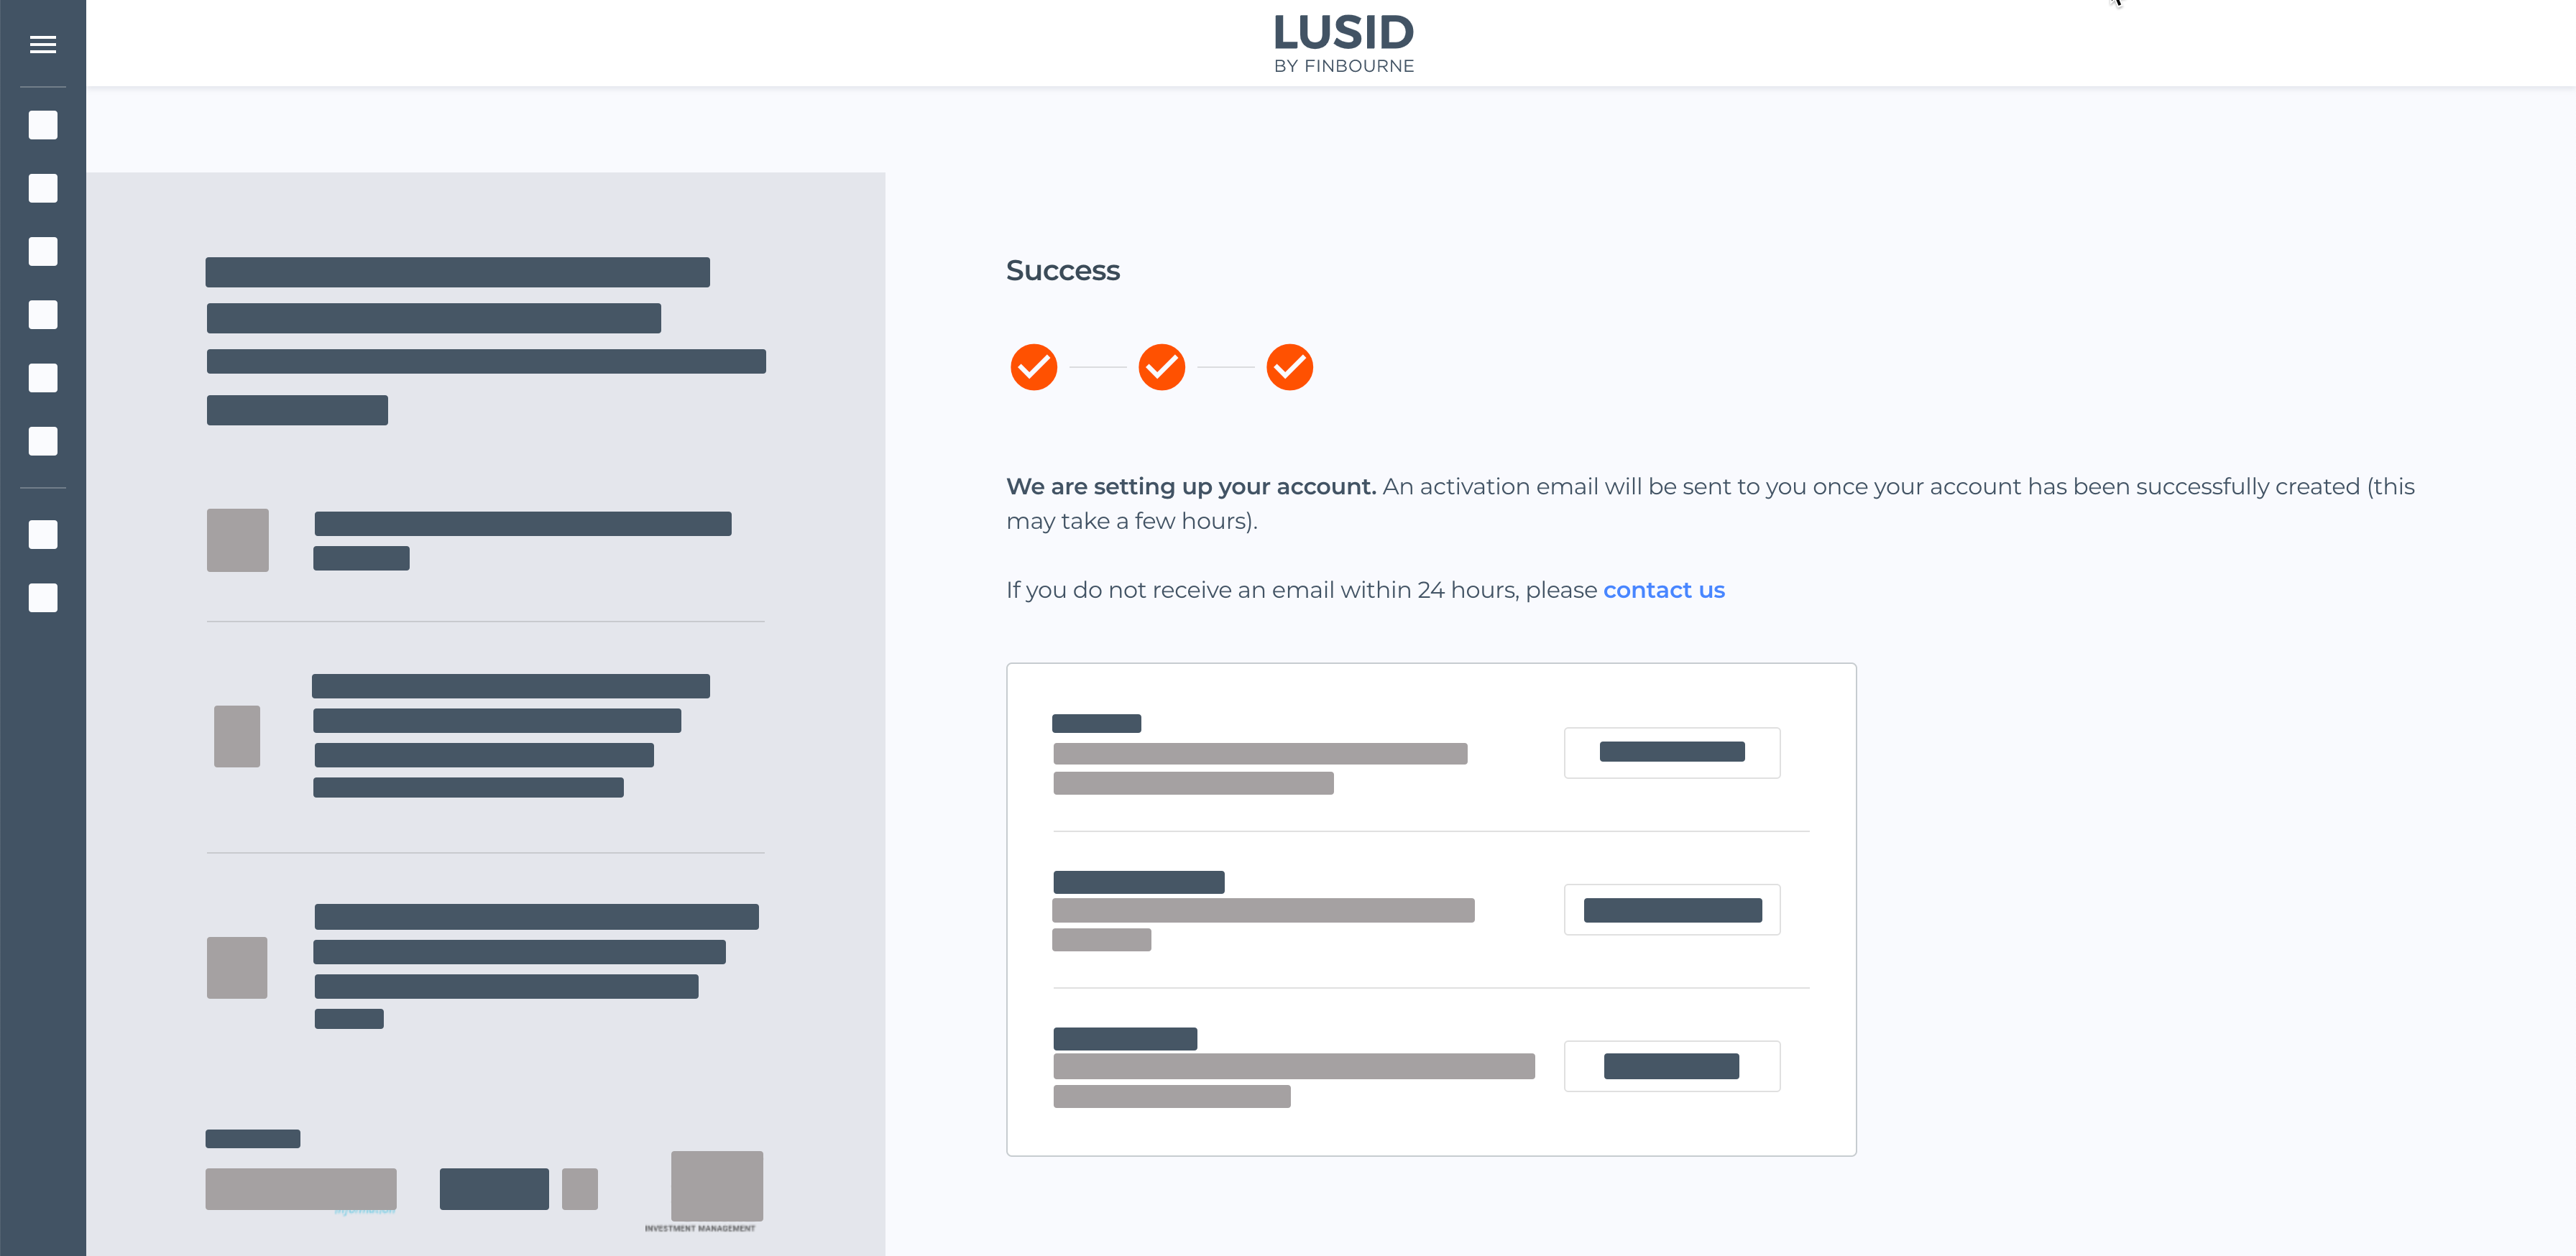 LUSID
BY FINBOURNE
Success
We are setting up your account. An activation email will be sent to you once your account has been successfully created (this
may take a few hours).
If you do not receive an email within 24 hours, please contact us
INVESTMENT MANAGEMENT